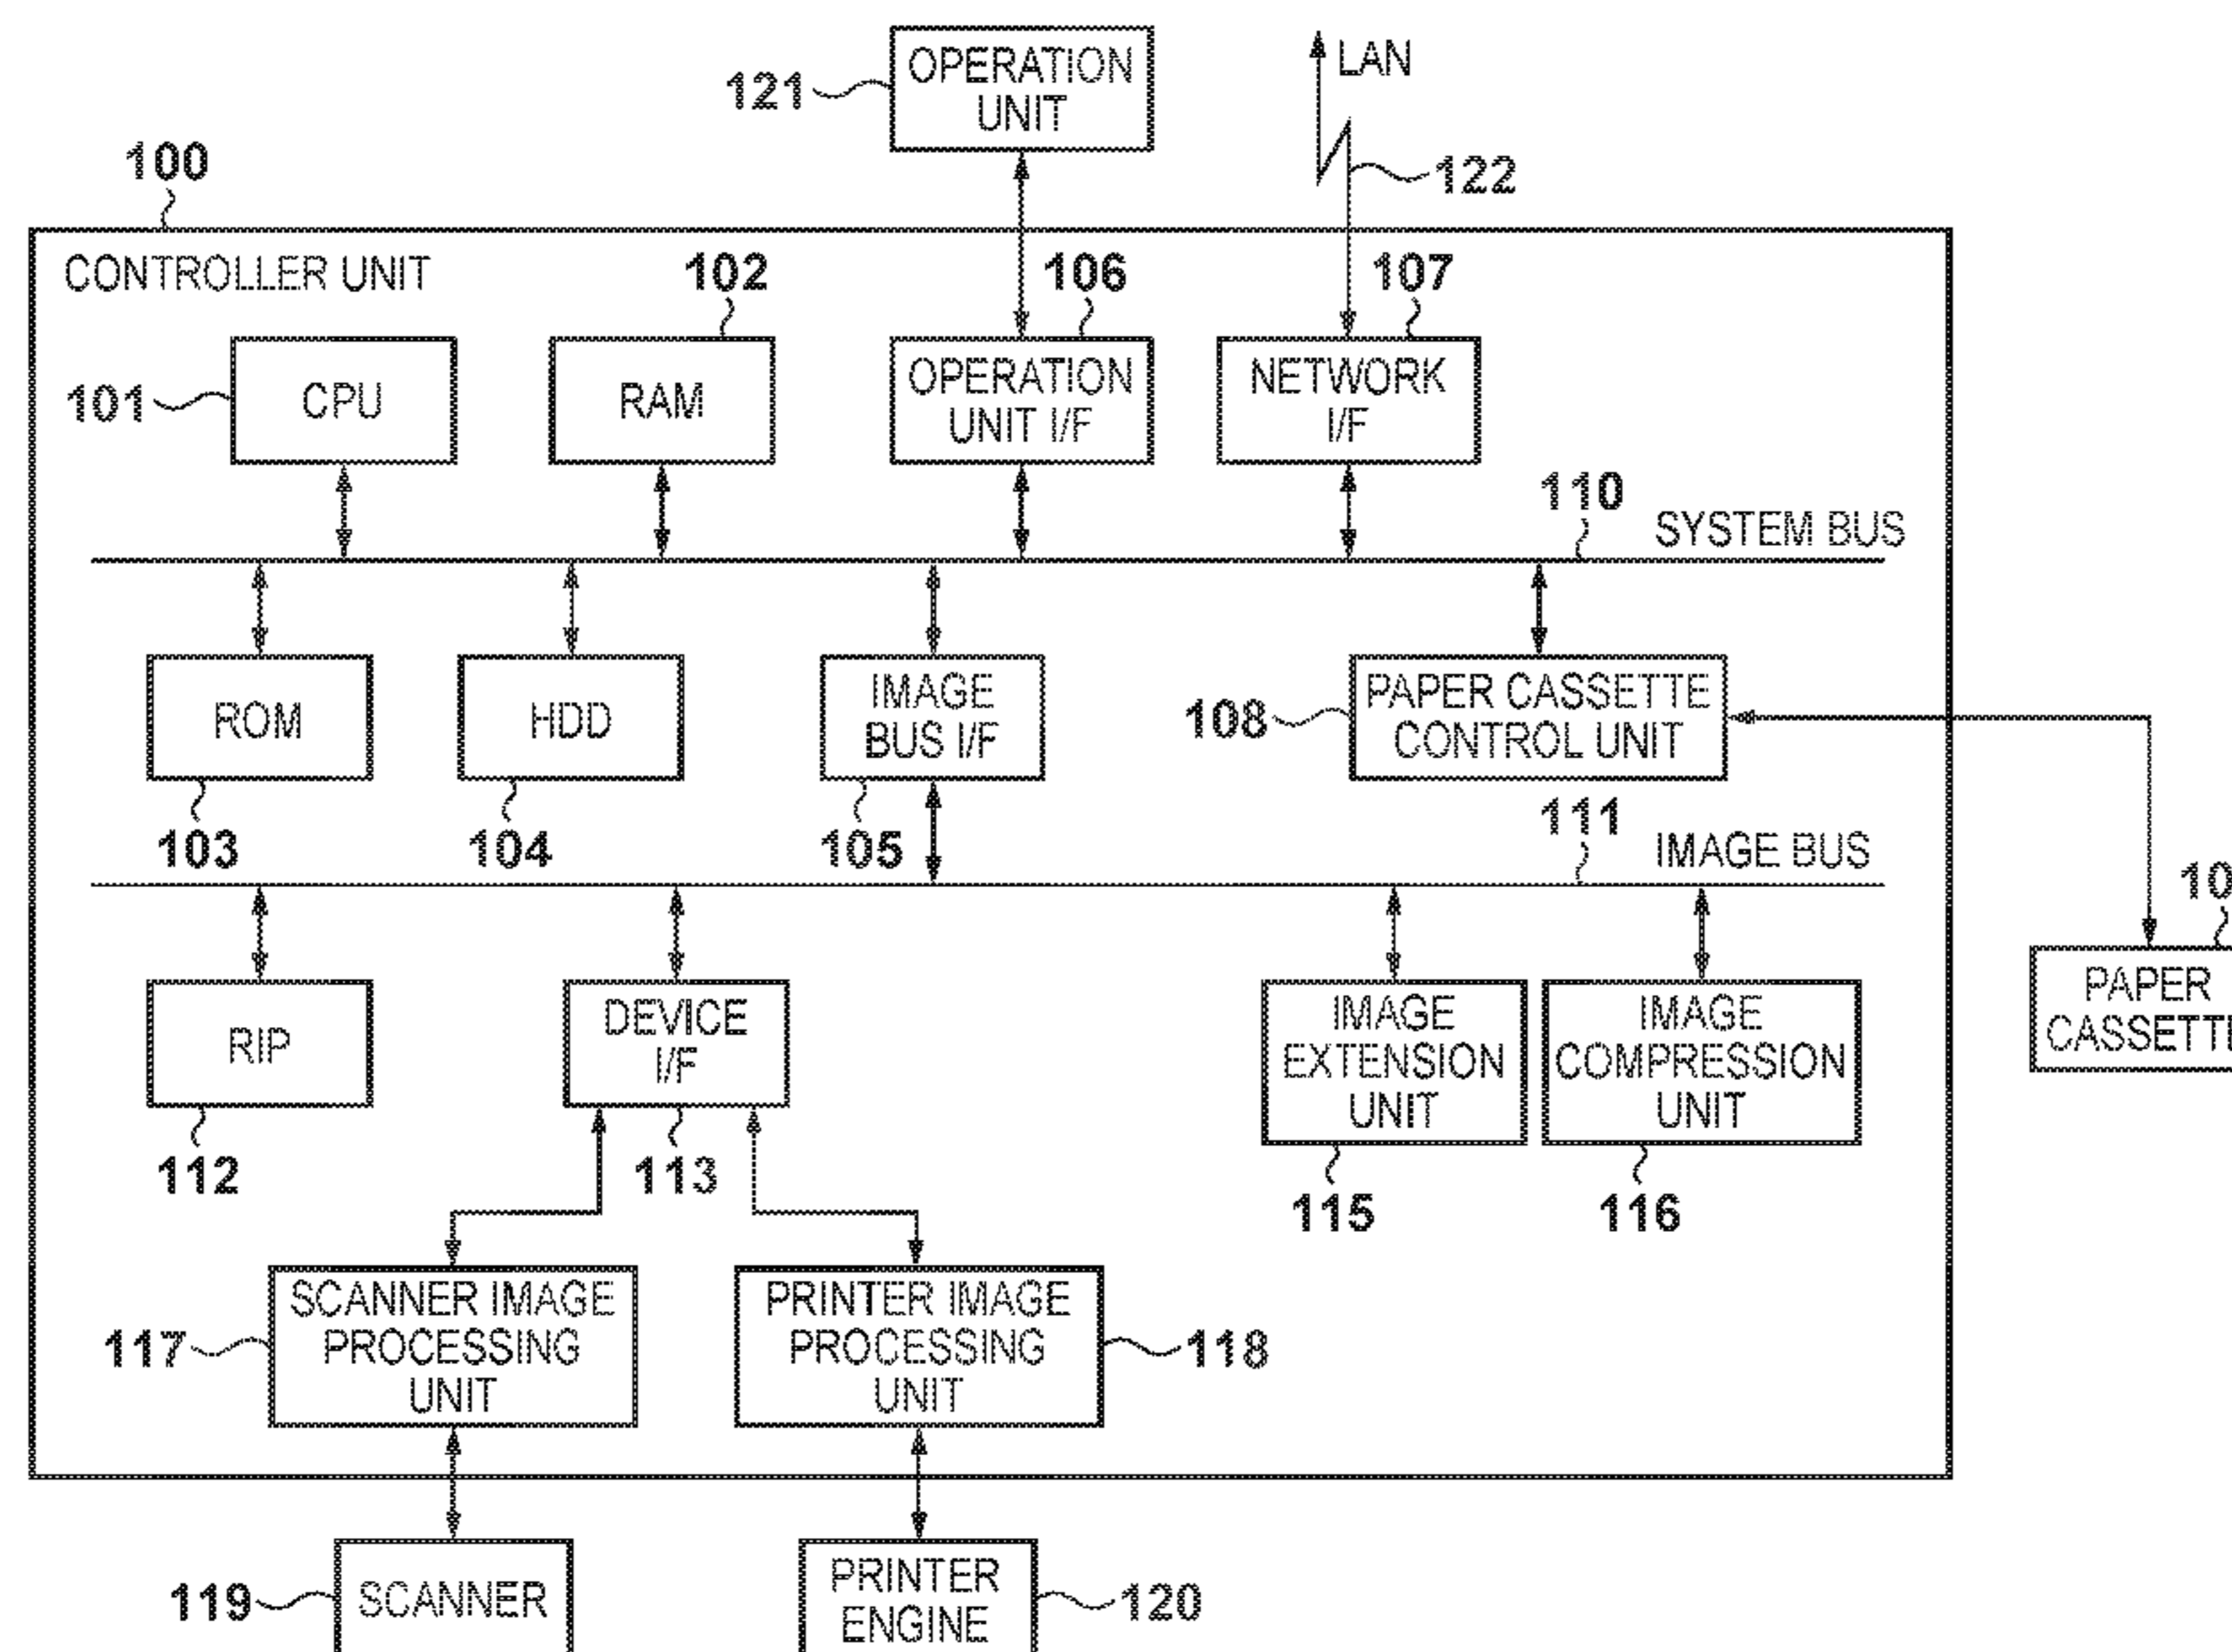 OPERATION
UNIT
121
LAN
122
100
CONTROLLER UNIT
102
106
107
101
CPU
RAM
OPERATION
UNIT I/F
NETWORK
I/F
110
SYSTEM BUS
ROM
HDD
IMAGE
BUS I/F
108
PAPER CASSETTE
CONTROL UNIT
103
104
105
111
IMAGE BUS
RIP
DEVICE
I/F
IMAGE
EXTENSION
UNIT
IMAGE
COMPRESSION
UNIT
PAPER
112
113
115
116
117
SCANNER IMAGE
PROCESSING
UNIT
PRINTER IMAGE
PROCESSING
UNIT
118
119
SCANNER
PRINTER
ENGINE
120